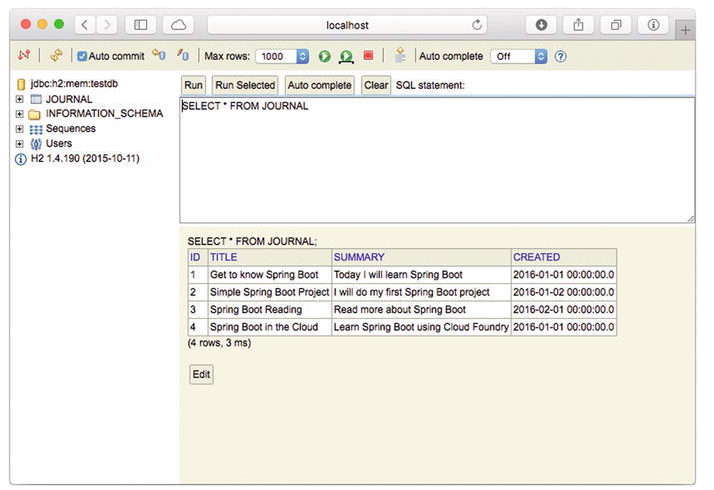 localhost
Auto commit Max rows: 1000 Auto complete Off
jdbc:h2:mem:testdb
JOURNAL
INFORMATION_SCHEMA
Sequences
Users
H2 1.4.190 (2015-10-11)
Run Run Selected Auto complete Clear SQL statement:
SELECT * FROM JOURNAL
SELECT * FROM JOURNAL;
ID TITLE SUMMARY CREATED
1 Get to know Spring Boot Today I will learn Spring Boot 2016-01-01 00:00:00.0
2 Simple Spring Boot Project I will do my first Spring Boot project 2016-01-02 00:00:00.0
3 Spring Boot Reading Read more about Spring Boot 2016-02-01 00:00:00.0
4 Spring Boot in the Cloud Learn Spring Boot using Cloud Foundry 2016-01-01 00:00:00.0
(4 rows, 3 ms)
Edit